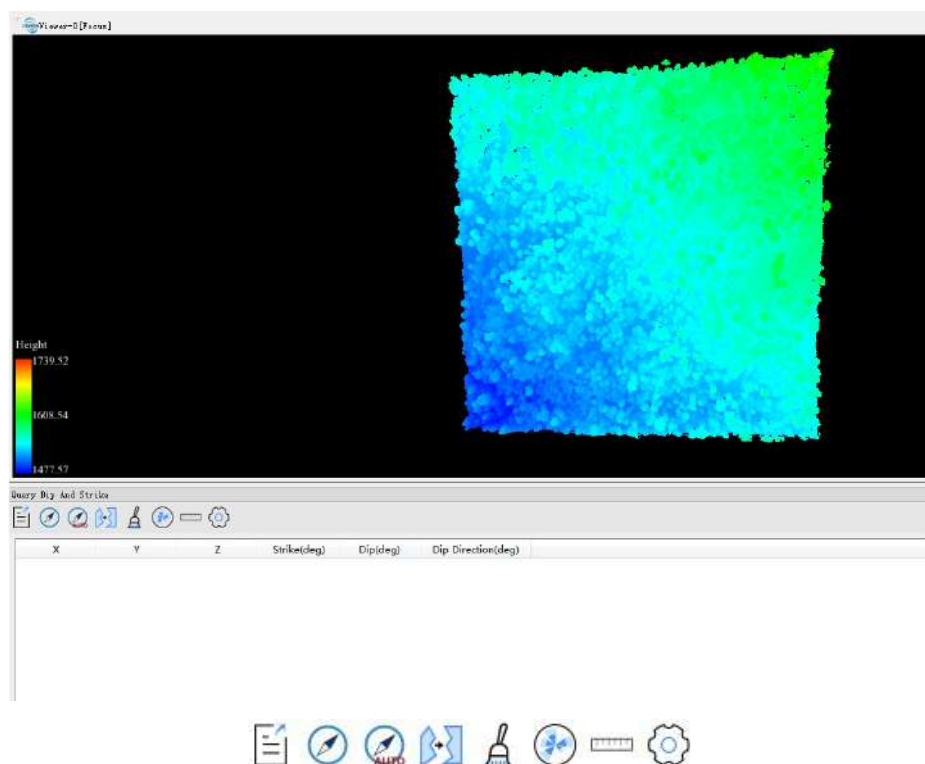 Viewer-0[Focus]
Height
1739.52
1608.54
1477.57
Query Dip And Strike
AUTO
X Y Z Strike(deg) Dip(deg) Dip Direction(deg)
AUTO